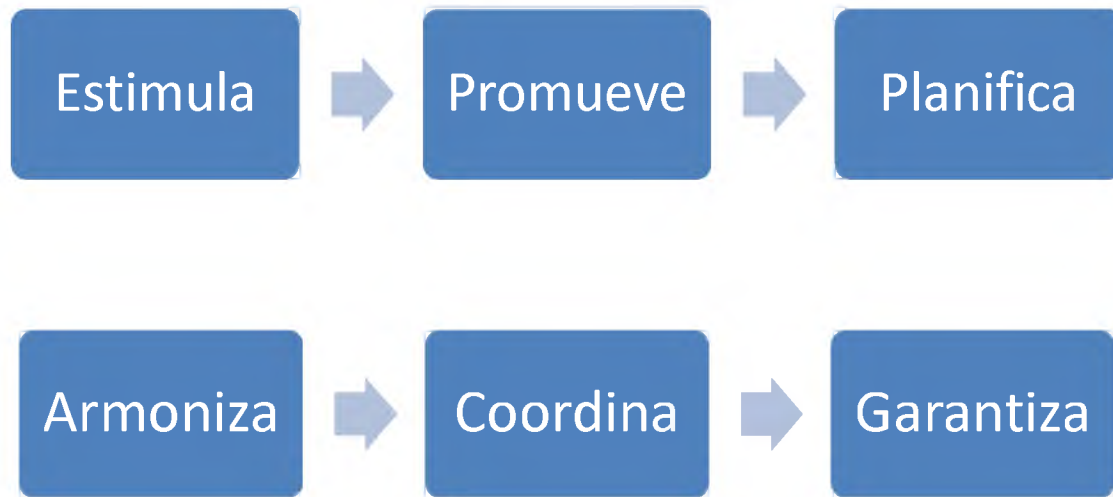 Estimula
Promueve
Planifica
Armoniza
Coordina
Garantiza